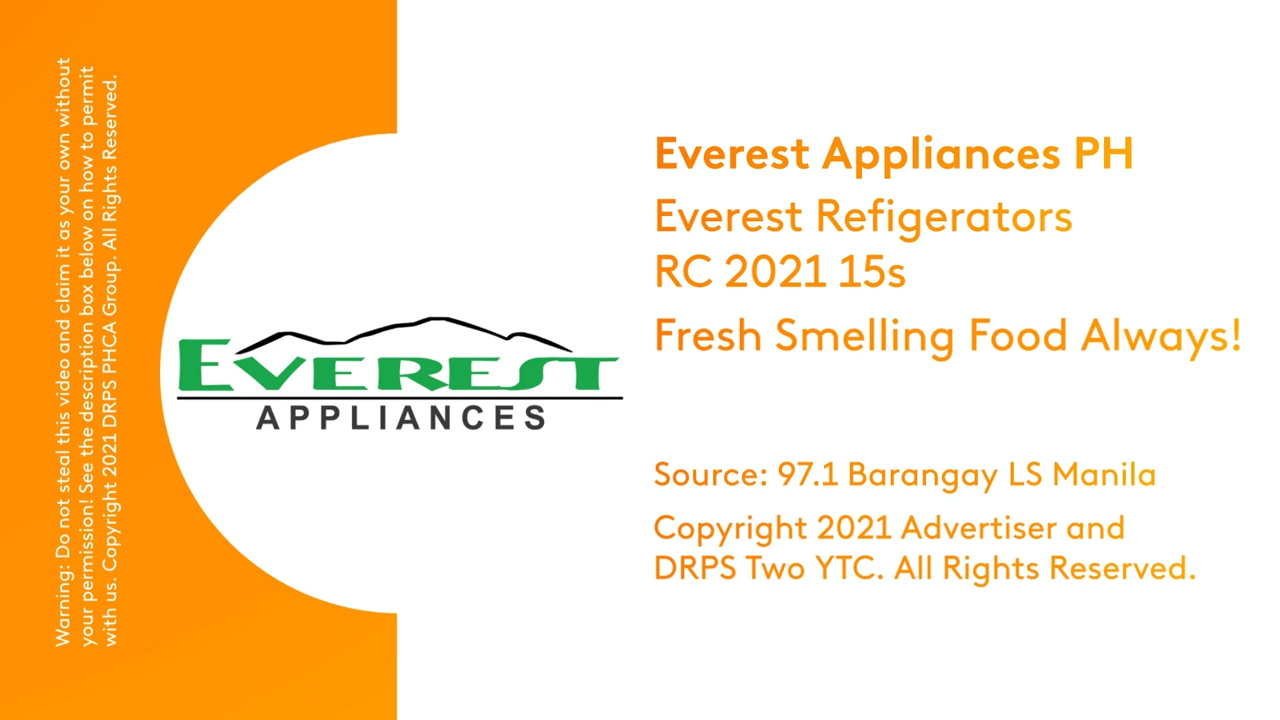 Warning: Do not steal this video and claim it as your own without
your permission! See the description box below on how to permit
with us. Copyright 2021 DRPS PHCA Group. All Rights Reserved.
EVEREST
APPLIANCES
Everest Appliances PH
Everest Refigerators
RC 2021 15s
Fresh Smelling Food Always!
Source: 97.1 Barangay LS Manila
Copyright 2021 Advertiser and
DRPS Two YTC. All Rights Reserved.